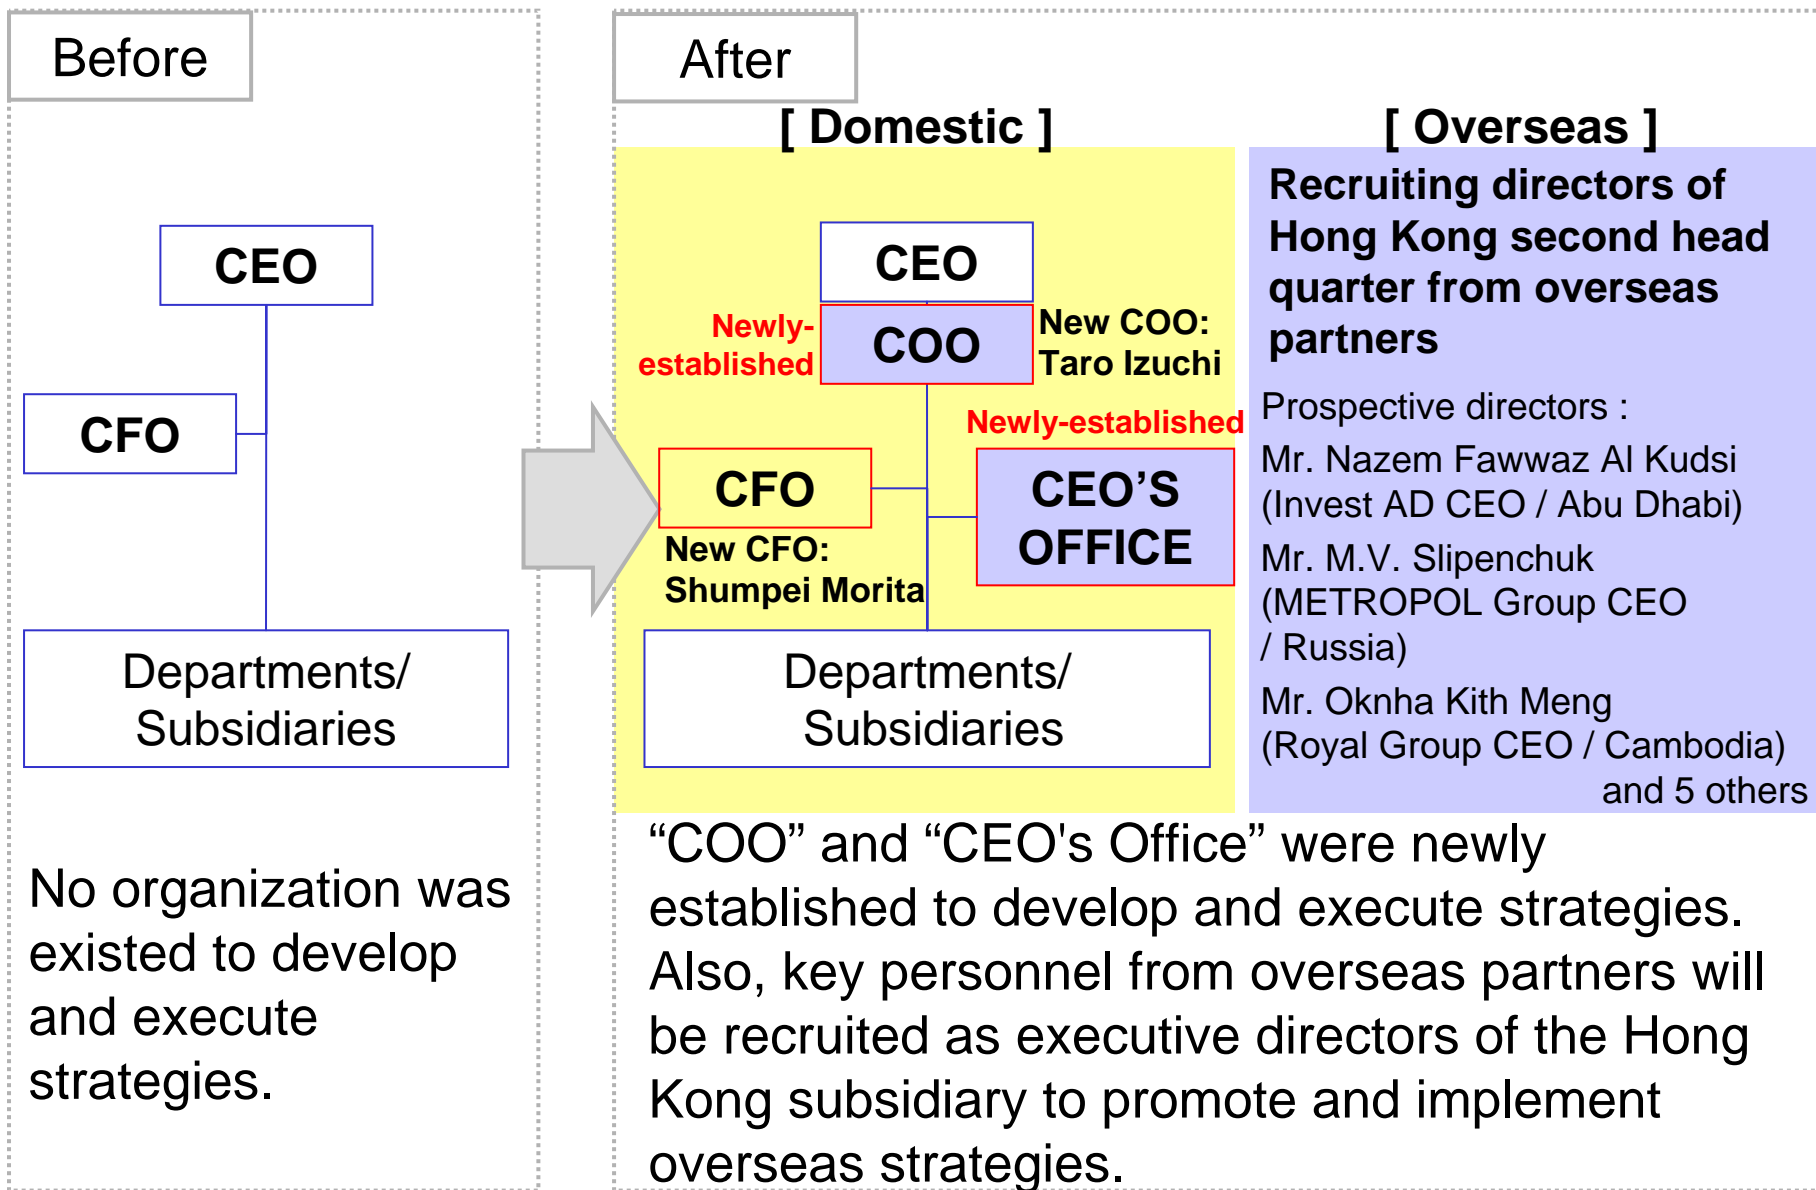 Before
CEO
CFO
Departments/
Subsidiaries
No organization was
existed to develop
and execute
strategies.
After
[ Domestic ]
CEO
Newly-
established
COO
New COO:
Taro Izuchi
Newly-established
CFO
CEO’S
OFFICE
New CFO:
Shumpei Morita
Departments/
Subsidiaries
[ Overseas ]
Recruiting directors of
Hong Kong second head
quarter from overseas
partners
Prospective directors :
Mr. Nazem Fawwaz Al Kudsi
(Invest AD CEO / Abu Dhabi)
Mr. M.V. Slipenchuk
(METROPOL Group CEO
/ Russia)
Mr. Oknha Kith Meng
(Royal Group CEO / Cambodia)
and 5 others
“COO” and “CEO's Office” were newly
established to develop and execute strategies.
Also, key personnel from overseas partners will
be recruited as executive directors of the Hong
Kong subsidiary to promote and implement
overseas strategies.